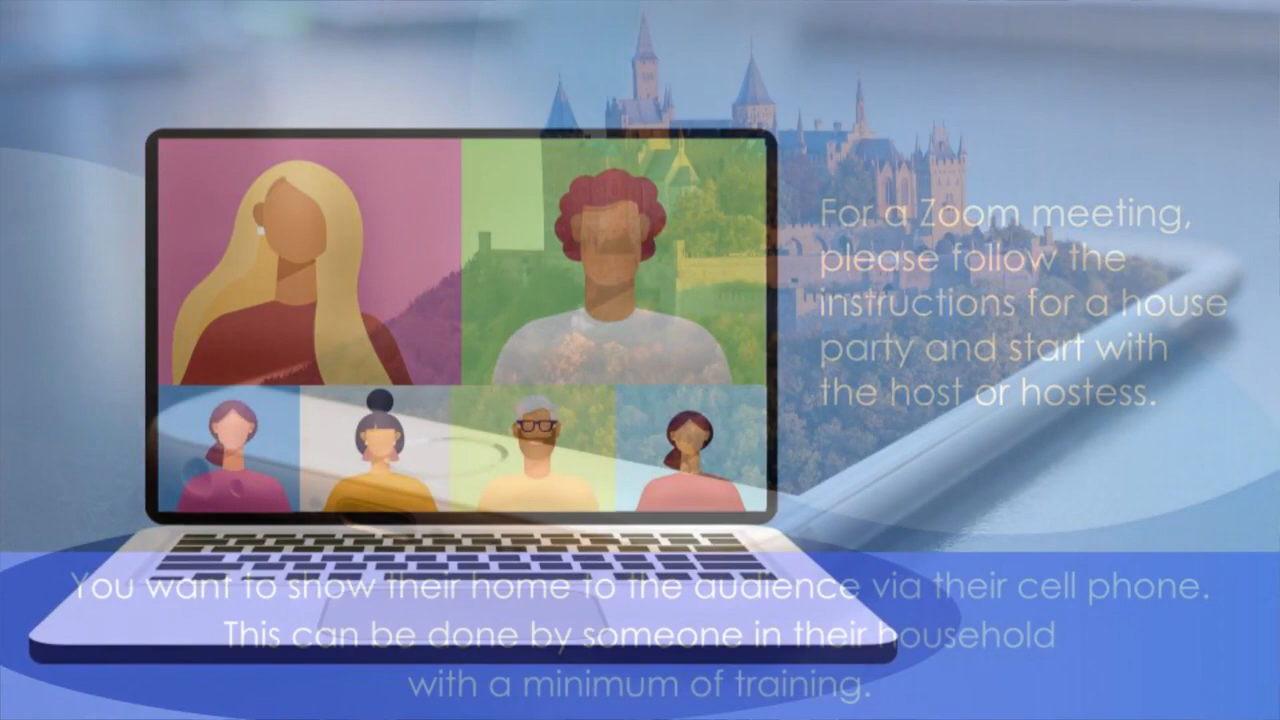 For a Zoom meeting,
please follow the
instructions for a house
party and start with
the host or hostess.
You want to show their home to the audience via their cell phone.
This can be done by someone in their household
with a minimum of training.